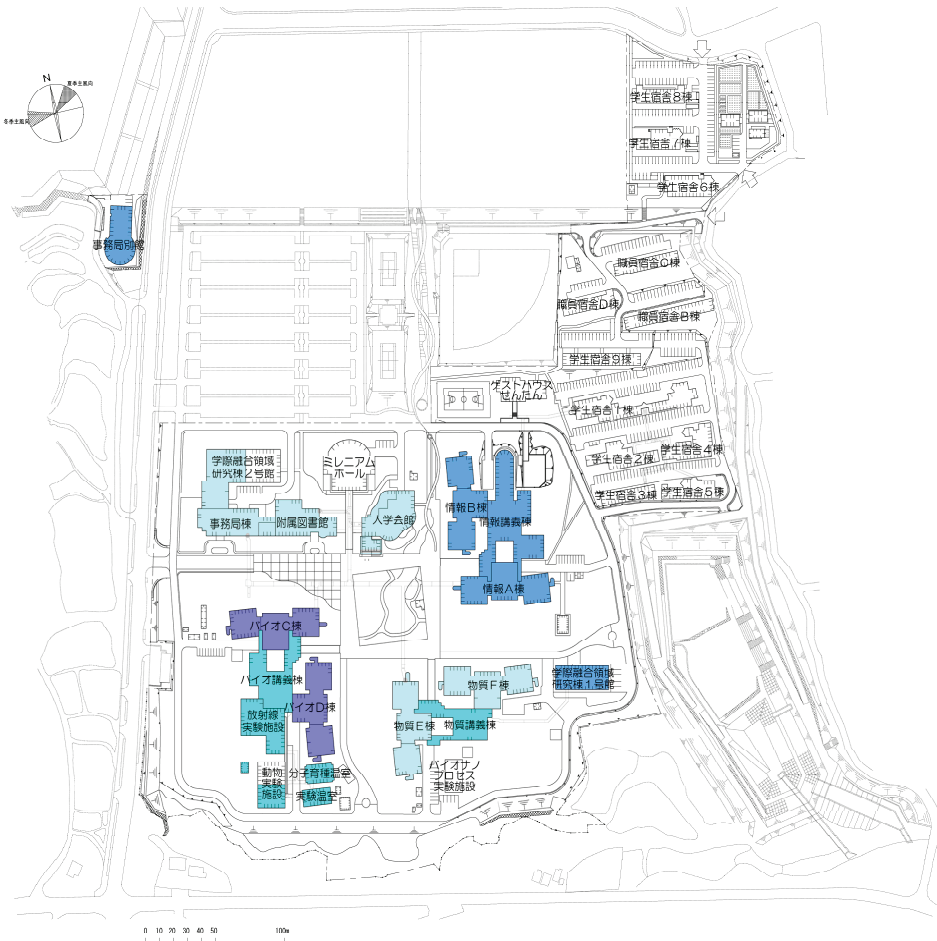 N
夏季主風向
冬季主風向
学生宿舎8棟
学生宿舎7棟
学生宿舎6棟
事務局別館
職員宿舎C棟
職員宿舎D棟
職員宿舎B棟
学生宿舎9棟
ゲストハウス
せんたん
学生宿舎1棟
学生宿舎4棟
学生宿舎2棟
学生宿舎3棟
学生宿舎5棟
学際融合領域
研究棟2号館
ミレニアム
ホール
事務局棟
附属図書館
大学会館
情報B棟
情報講義棟
情報A棟
バイオC棟
バイオ講義棟
バイオD棟
放射線
実験施設
物質F棟
学際融合領域
研究棟1号館
物質E棟
物質講義棟
動物
実験
施設
分子育種温室
実験温室
バイオナノ
プロセス
実験施設
0 10 20 30 40 50 100m